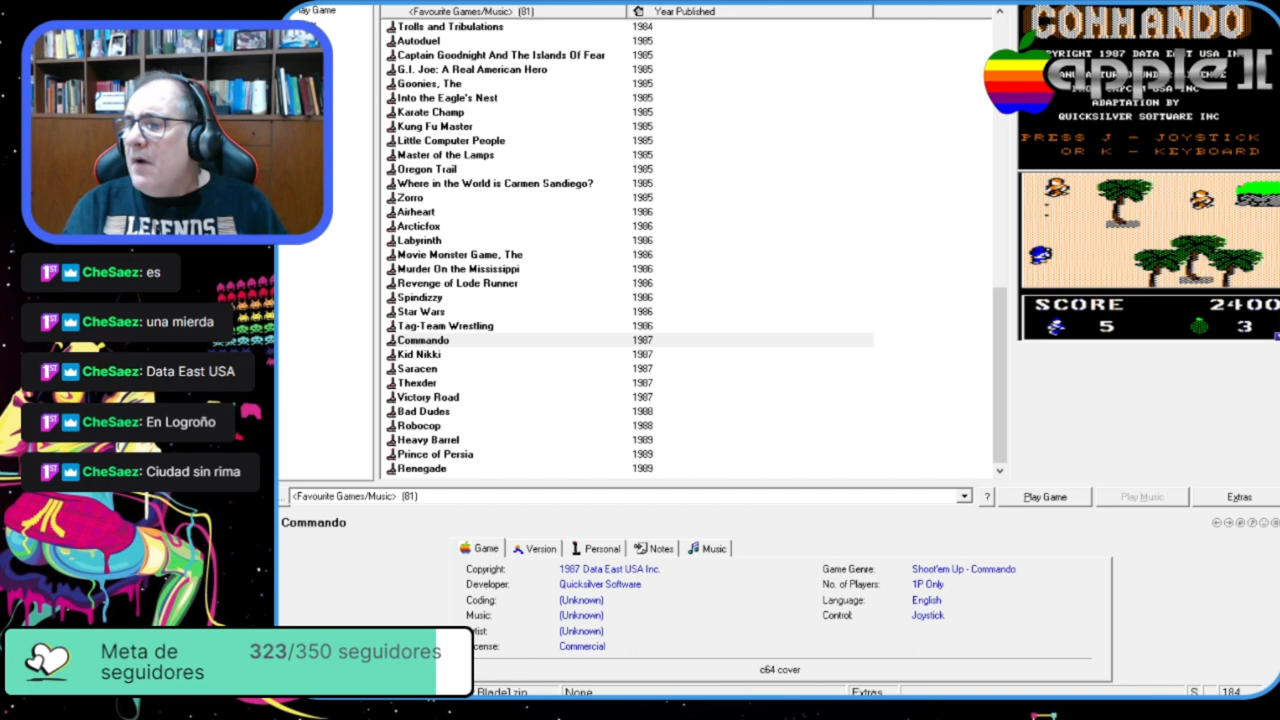 Play Game
<Favourite Games/Music> (81) Year Published
Trolls and Tribulations 1984
Autoduel 1985
Captain Goodnight And The Islands Of Fear 1985
G.I. Joe: A Real American Hero 1985
Goonies, The 1985
Into the Eagle's Nest 1985
Karate Champ 1985
Kung Fu Master 1985
Little Computer People 1985
Master of the Lamps 1985
Oregon Trail 1985
Where in the World is Carmen Sandiego? 1985
Zorro 1985
Airheart 1986
Arcticfox 1986
Labyrinth 1986
Movie Monster Game, The 1986
Murder On the Mississippi 1986
Revenge of Lode Runner 1986
Spindizzy 1986
Star Wars 1986
Tag-Team Wrestling 1986
Commando 1987
Kid Nikki 1987
Saracen 1987
Thexder 1987
Victory Road 1987
Bad Dudes 1988
Robocop 1988
Heavy Barrel 1989
Prince of Persia 1989
Renegade 1989
COMMANDO
apple II
ADAPTATION BY
QUICKSILVER SOFTWARE INC
PRESS J - JOYSTICK
OR K - KEYBOARD
SCORE 2400
5 3
LEGENDS
CheSaez: es
CheSaez: una mierda
CheSaez: Data East USA
CheSaez: En Logroño
CheSaez: Ciudad sin rima
<Favourite Games/Music> (81) ? Play Game Play Music Extras
Commando
Game Version Personal Notes Music
Copyright: 1987 Data East USA Inc. Game Genre: Shoot'em Up - Commando
Developer: Quicksilver Software No. of Players: 1P Only
Coding: (Unknown) Language: English
Music: (Unknown) Control: Joystick
(Unknown)
Commercial
c64 cover
None Extras S 184
Meta de
seguidores
323/350 seguidores